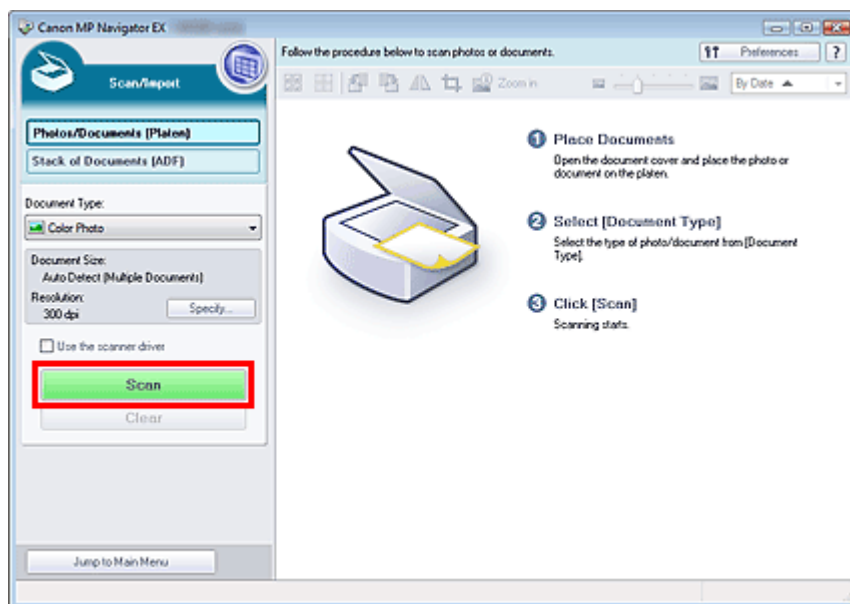 Canon MP Navigator EX
Scan/Import
Photos/Documents (Platen)
Stack of Documents (ADF)
Document Type:
Color Photo
Document Size:
Auto Detect (Multiple Documents)
Resolution:
300 dpi
Specify...
Use the scanner driver
Scan
Clear
Jump to Main Menu
Follow the procedure below to scan photos or documents.
Preferences
?
Zoom in
By Date
1 Place Documents
Open the document cover and place the photo or
document on the platen.
2 Select [Document Type]
Select the type of photo/document from [Document
Type].
3 Click [Scan]
Scanning starts.